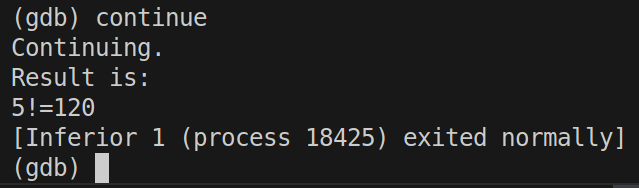 (gdb) continue
Continuing.
Result is:
5!=120
[Inferior 1 (process 18425) exited normally]
(gdb)